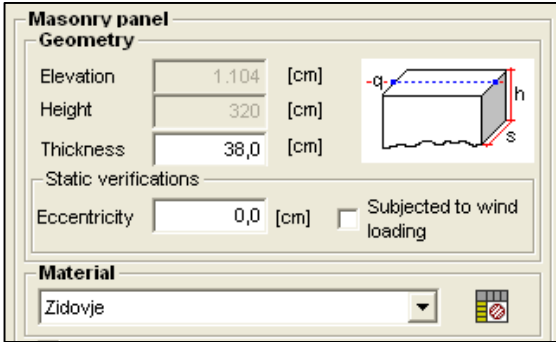 Masonry panel
Geometry
Elevation 1.104 [cm]
Height 320 [cm]
Thickness 38,0 [cm]
q h s
Static verifications
Eccentricity 0,0 [cm] Subjected to wind
loading
Material
Zidovje